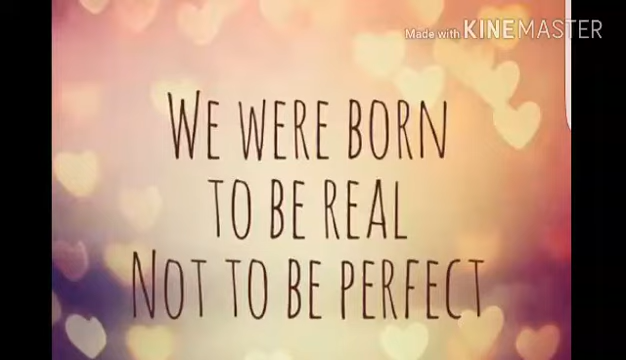 Made with KINEMASTER
WE WERE BORN
TO BE REAL
NOT TO BE PERFECT